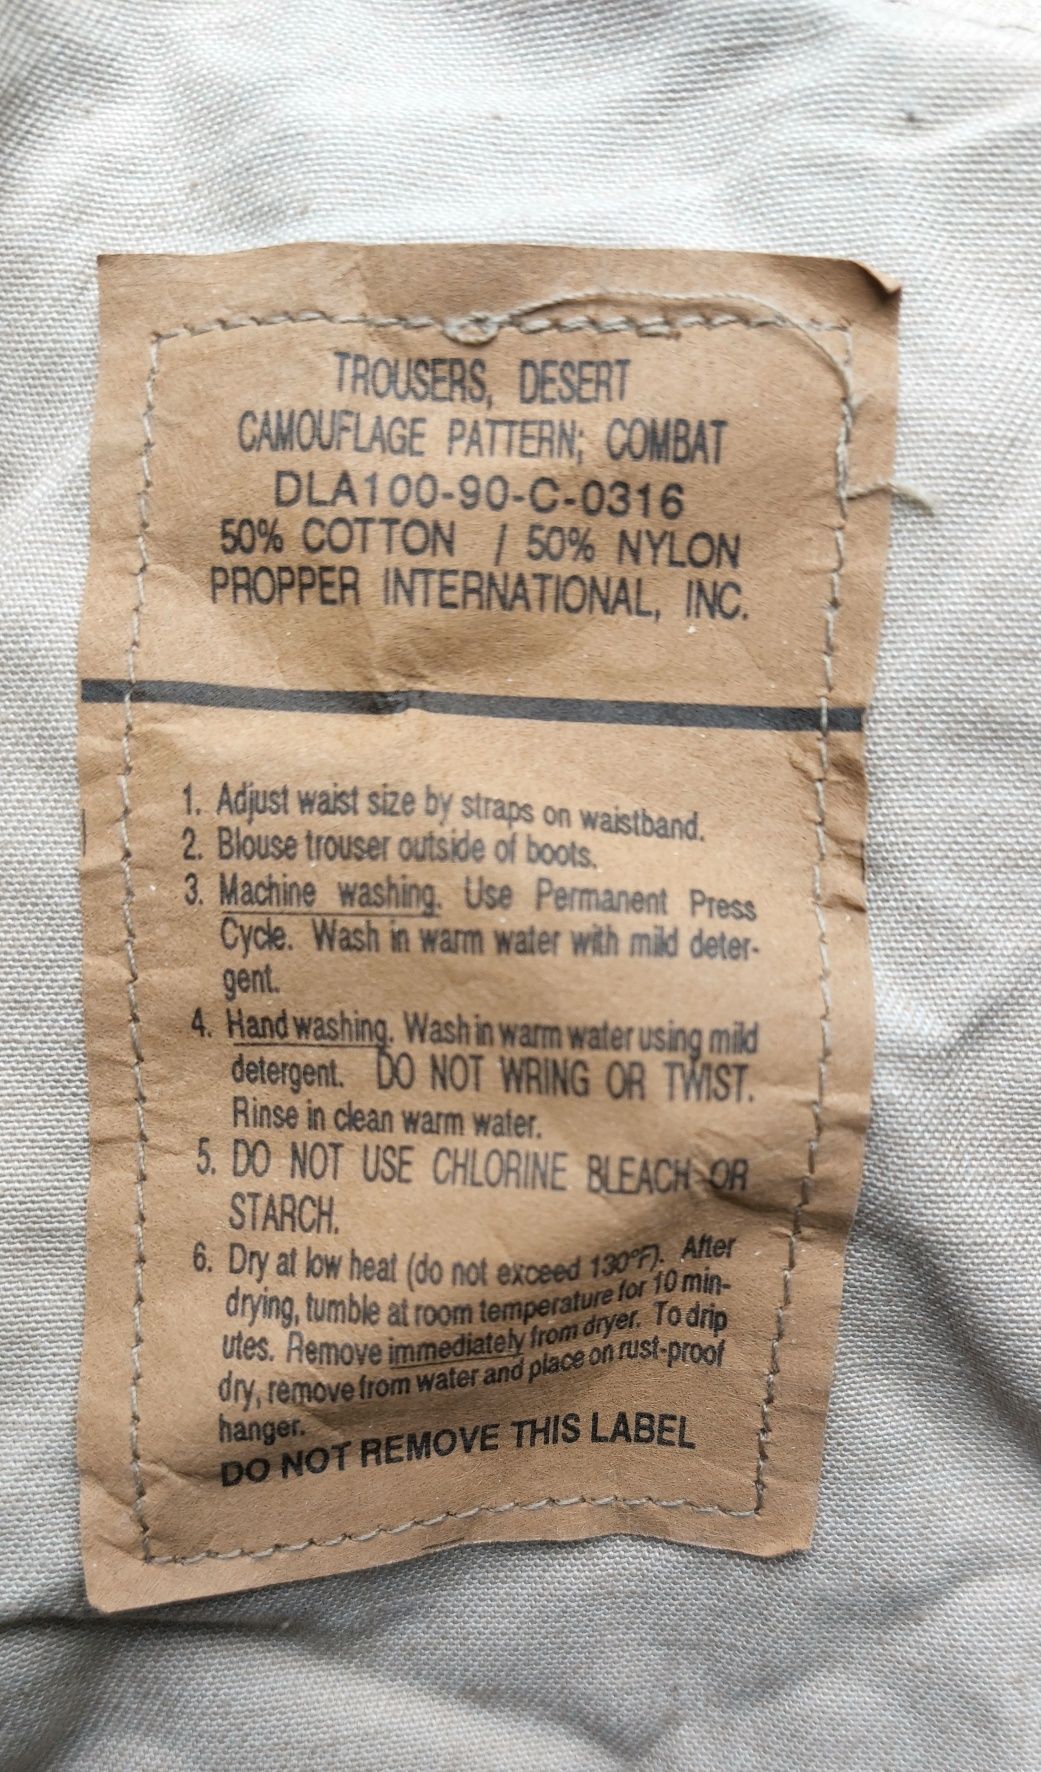 TROUSERS, DESERT
CAMOUFLAGE PATTERN; COMBAT
DLA100-90-C-0316
50% COTTON / 50% NYLON
PROPPER INTERNATIONAL, INC.
1. Adjust waist size by straps on waistband.
2. Blouse trouser outside of boots.
3. Machine washing. Use Permanent Press
Cycle. Wash in warm water with mild deter-
gent.
4. Hand washing. Wash in warm water using mild
detergent. DO NOT WRING OR TWIST.
Rinse in clean warm water.
5. DO NOT USE CHLORINE BLEACH OR
STARCH.
6. Dry at low heat (do not exceed 130°F). After
drying, tumble at room temperature for 10 min-
utes. Remove immediately from dryer. To drip
dry, remove from water and place on rust-proof
hanger.
DO NOT REMOVE THIS LABEL